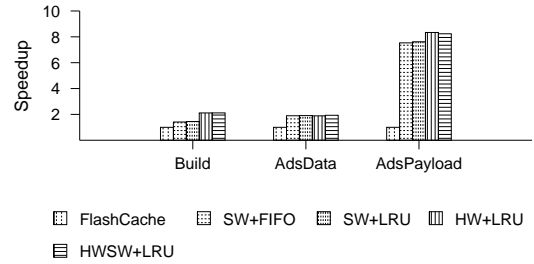 10
8
6
4
2
Speedup
Build AdsData AdsPayload
FlashCache SW+FIFO SW+LRU HW+LRU
HWSW+LRU